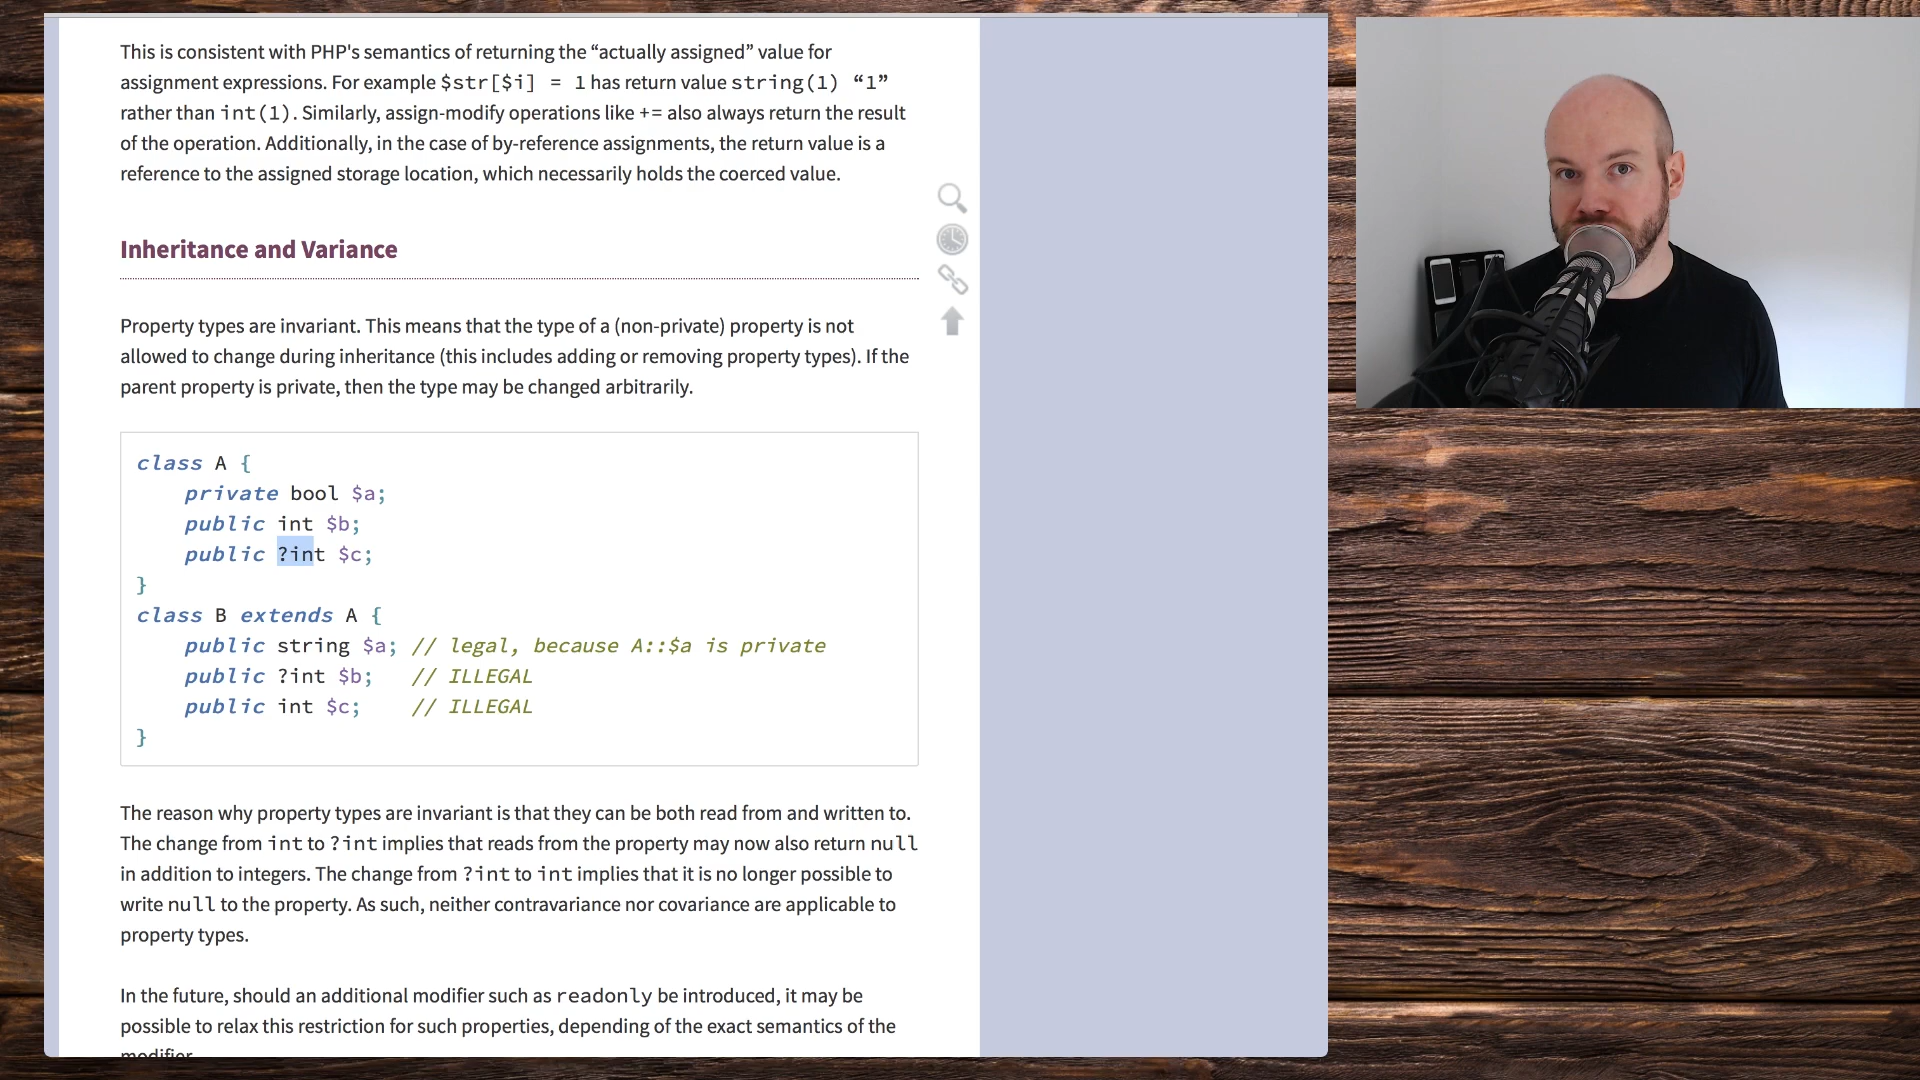 This is consistent with PHP's semantics of returning the “actually assigned” value for
assignment expressions. For example $str[$i] = 1 has return value string(1) “1”
rather than int(1). Similarly, assign-modify operations like += also always return the result
of the operation. Additionally, in the case of by-reference assignments, the return value is a
reference to the assigned storage location, which necessarily holds the coerced value.
Inheritance and Variance
Property types are invariant. This means that the type of a (non-private) property is not
allowed to change during inheritance (this includes adding or removing property types). If the
parent property is private, then the type may be changed arbitrarily.
class A {
    private bool $a;
    public int $b;
    public ?int $c;
}
class B extends A {
    public string $a; // legal, because A::$a is private
    public ?int $b;   // ILLEGAL
    public int $c;    // ILLEGAL
}
The reason why property types are invariant is that they can be both read from and written to.
The change from int to ?int implies that reads from the property may now also return null
in addition to integers. The change from ?int to int implies that it is no longer possible to
write null to the property. As such, neither contravariance nor covariance are applicable to
property types.
In the future, should an additional modifier such as readonly be introduced, it may be
possible to relax this restriction for such properties, depending of the exact semantics of the
modifier.